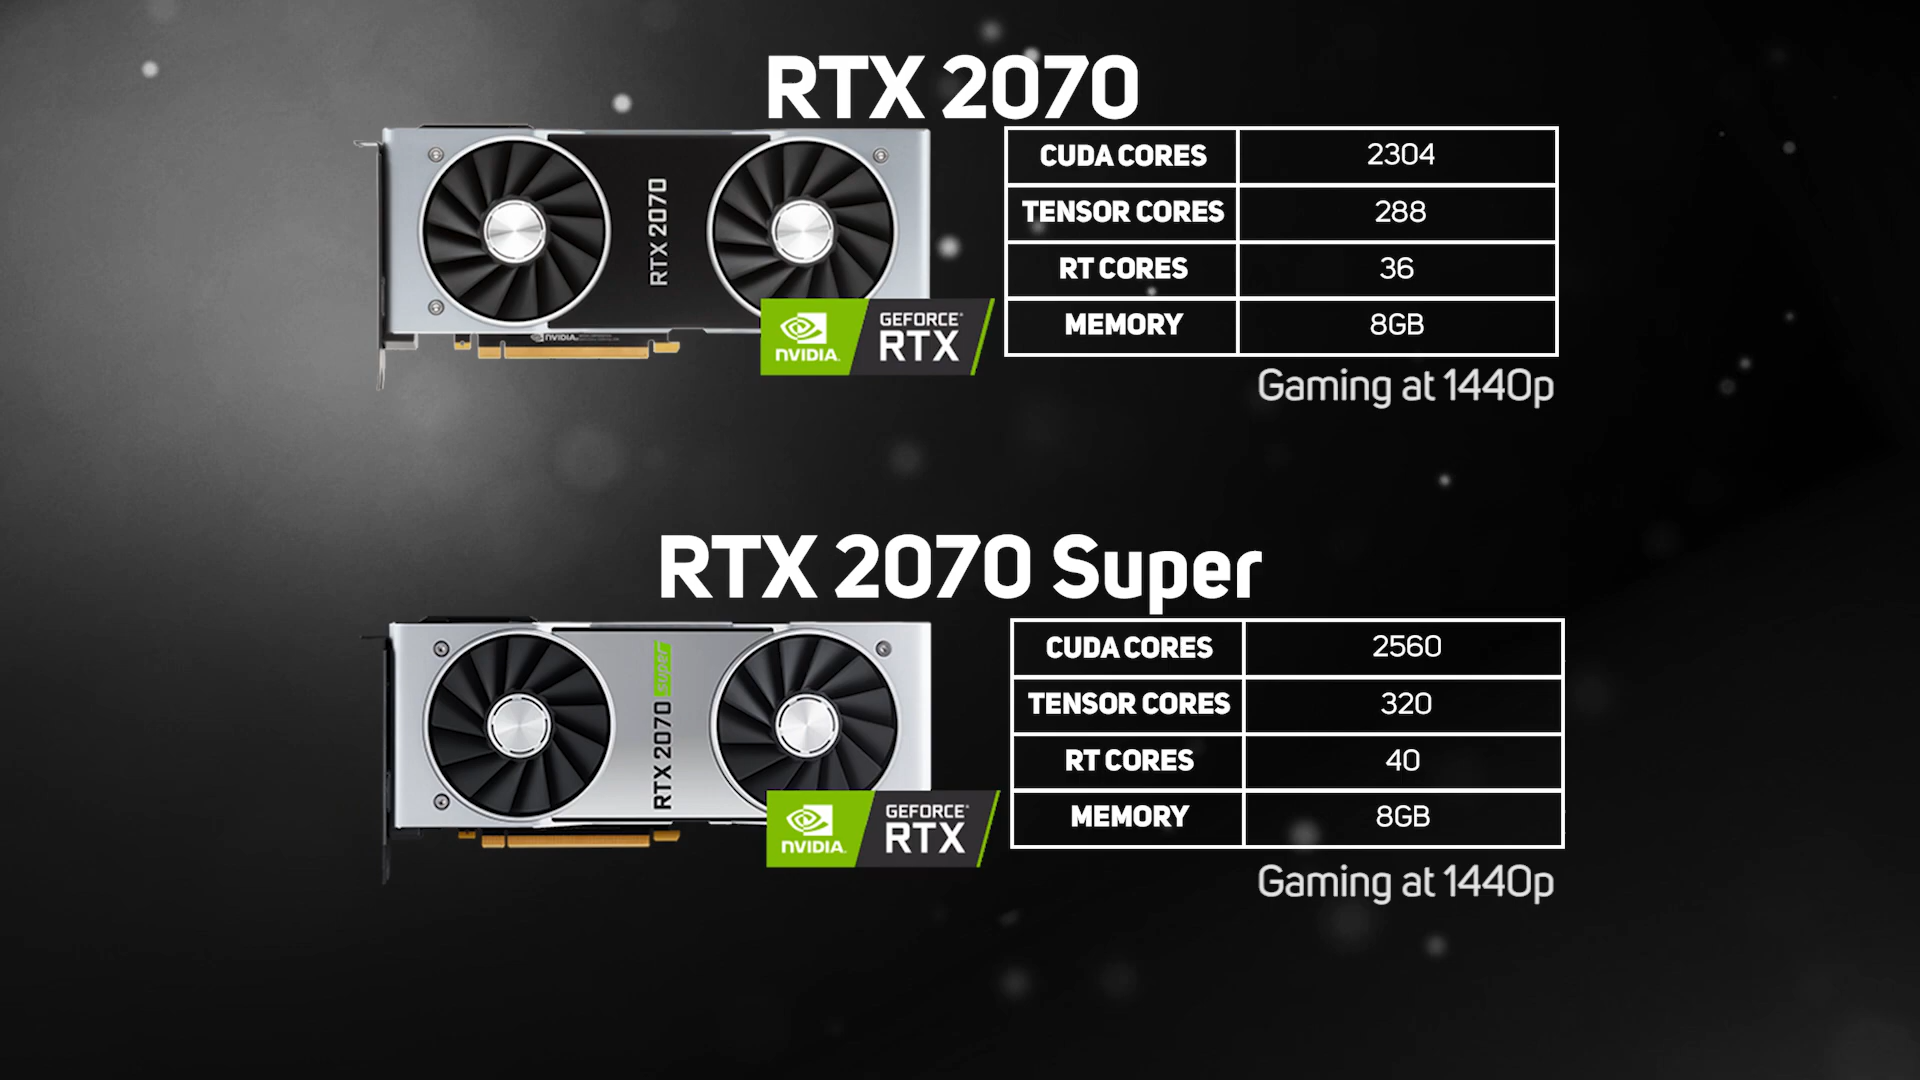 RTX 2070
RTX 2070
NVIDIA.
NVIDIA.
GEFORCE
RTX
CUDA CORES 2304
TENSOR CORES 288
RT CORES 36
MEMORY 8GB
Gaming at 1440p
RTX 2070 Super
RTX 2070 SUPER
NVIDIA.
GEFORCE
RTX
CUDA CORES 2560
TENSOR CORES 320
RT CORES 40
MEMORY 8GB
Gaming at 1440p